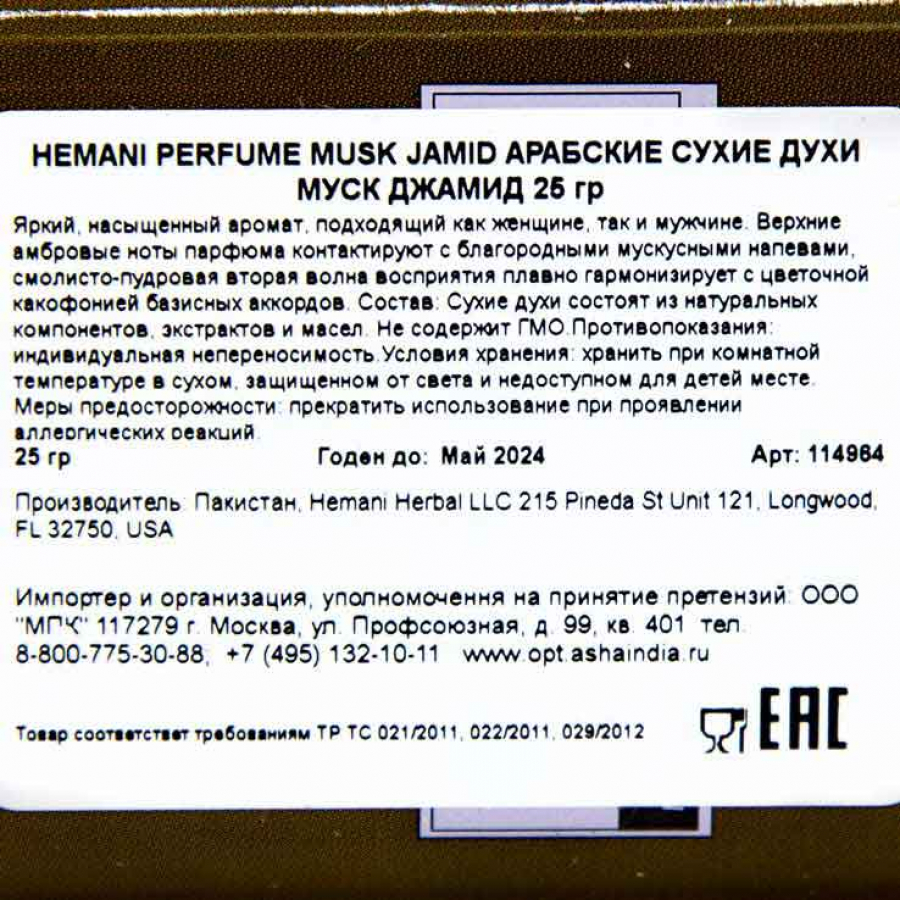 HEMANI PERFUME MUSK JAMID АРАБСКИЕ СУХИЕ ДУХИ
МУСК ДЖАМИД 25 гр
Яркий, насыщенный аромат, подходящий как женщине, так и мужчине. Верхние
амбровые ноты парфюма контактируют с благородными мускусными напевами,
смолисто-пудровая вторая волна восприятия плавно гармонизирует с цветочной
какофонией базисных аккордов. Состав: Сухие духи состоят из натуральных
компонентов, экстрактов и масел. Не содержит ГМО.Противопоказания:
индивидуальная непереносимость.Условия хранения: хранить при комнатной
температуре в сухом, защищенном от света и недоступном для детей месте.
Меры предосторожности: прекратить использование при проявлении
аллергических реакций.
25 гр Годен до: Май 2024 Арт: 114984
Производитель: Пакистан, Hemani Herbal LLC 215 Pineda St Unit 121, Longwood,
FL 32750, USA
Импортер и организация, уполномочення на принятие претензий: ООО
"МПК" 117279 г. Москва, ул. Профсоюзная, д. 99, кв. 401 тел.
8-800-775-30-88; +7 (495) 132-10-11 www.opt.ashaindia.ru
Товар соответствет требованиям ТР ТС 021/2011, 022/2011, 029/2012
EAC